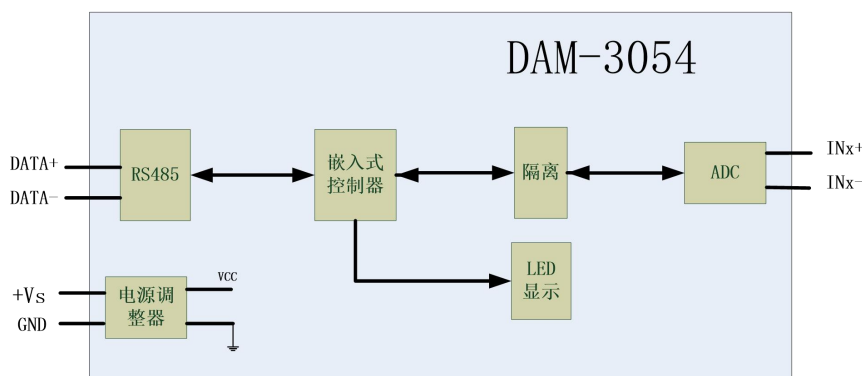 DAM-3054
DATA+
DATA-
RS485
嵌入式
控制器
隔离
ADC
INx+
INx-
LED
显示
+Vs
GND
电源调
整器
VCC